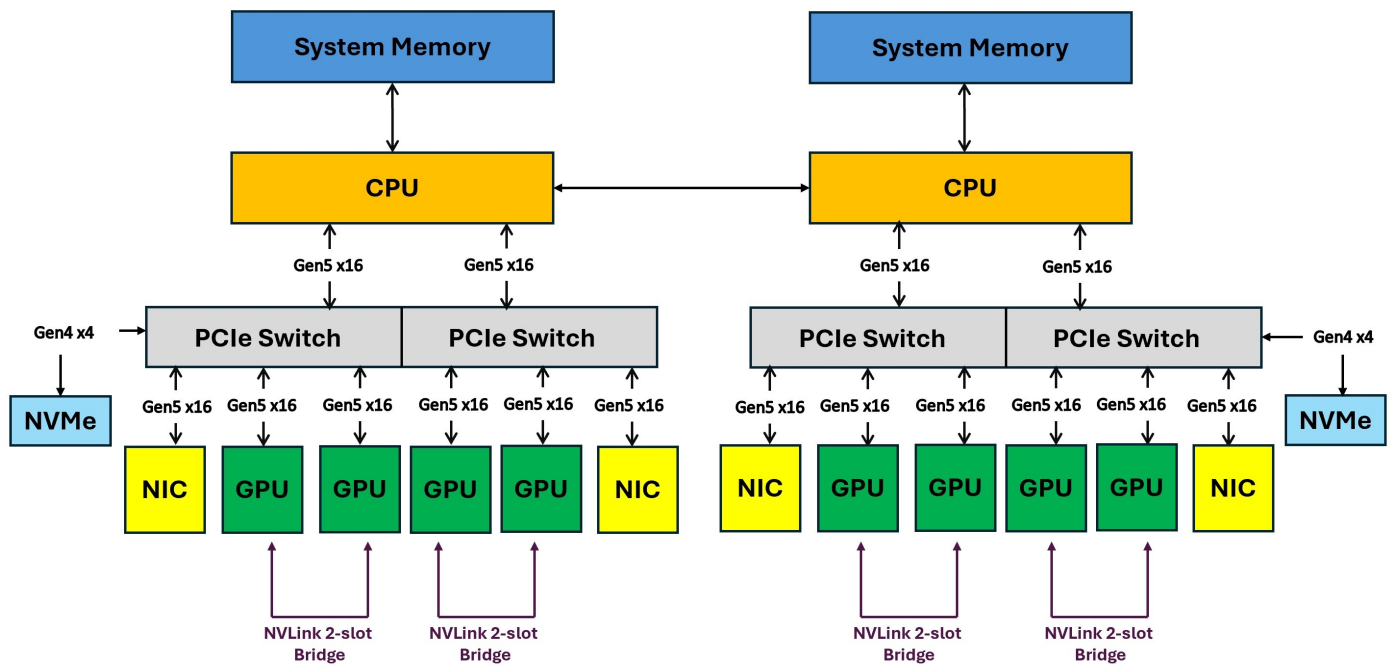 System Memory
System Memory
CPU
CPU
Gen5 x16
Gen5 x16
Gen5 x16
Gen5 x16
Gen4 x4
PCIe Switch
PCIe Switch
PCIe Switch
PCIe Switch
Gen4 x4
NVMe
Gen5 x16
Gen5 x16
Gen5 x16
Gen5 x16
Gen5 x16
Gen5 x16
Gen5 x16
Gen5 x16
Gen5 x16
Gen5 x16
Gen5 x16
Gen5 x16
NVMe
NIC
GPU
GPU
GPU
GPU
NIC
NIC
GPU
GPU
GPU
GPU
NIC
NVLink 2-slot
Bridge
NVLink 2-slot
Bridge
NVLink 2-slot
Bridge
NVLink 2-slot
Bridge